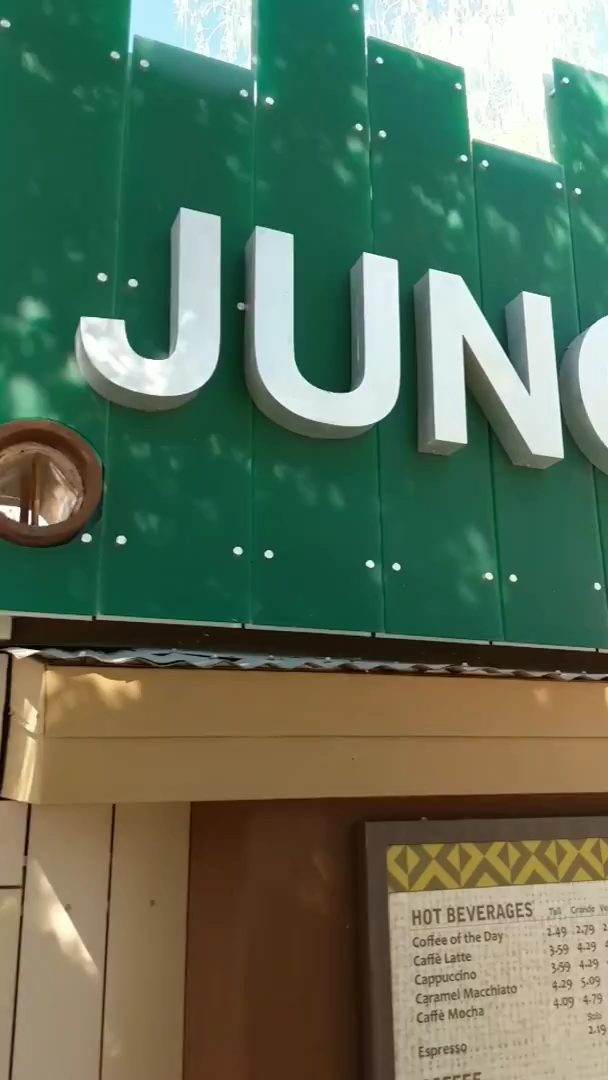 JUNG
HOT BEVERAGES Tall Grande
Coffee of the Day 2.49 2.79
Caffè Latte 3.59 4.29
Cappuccino 3.59 4.29
Caramel Macchiato 4.29 5.09
Caffè Mocha 4.09 4.79
Solo
Espresso 2.19